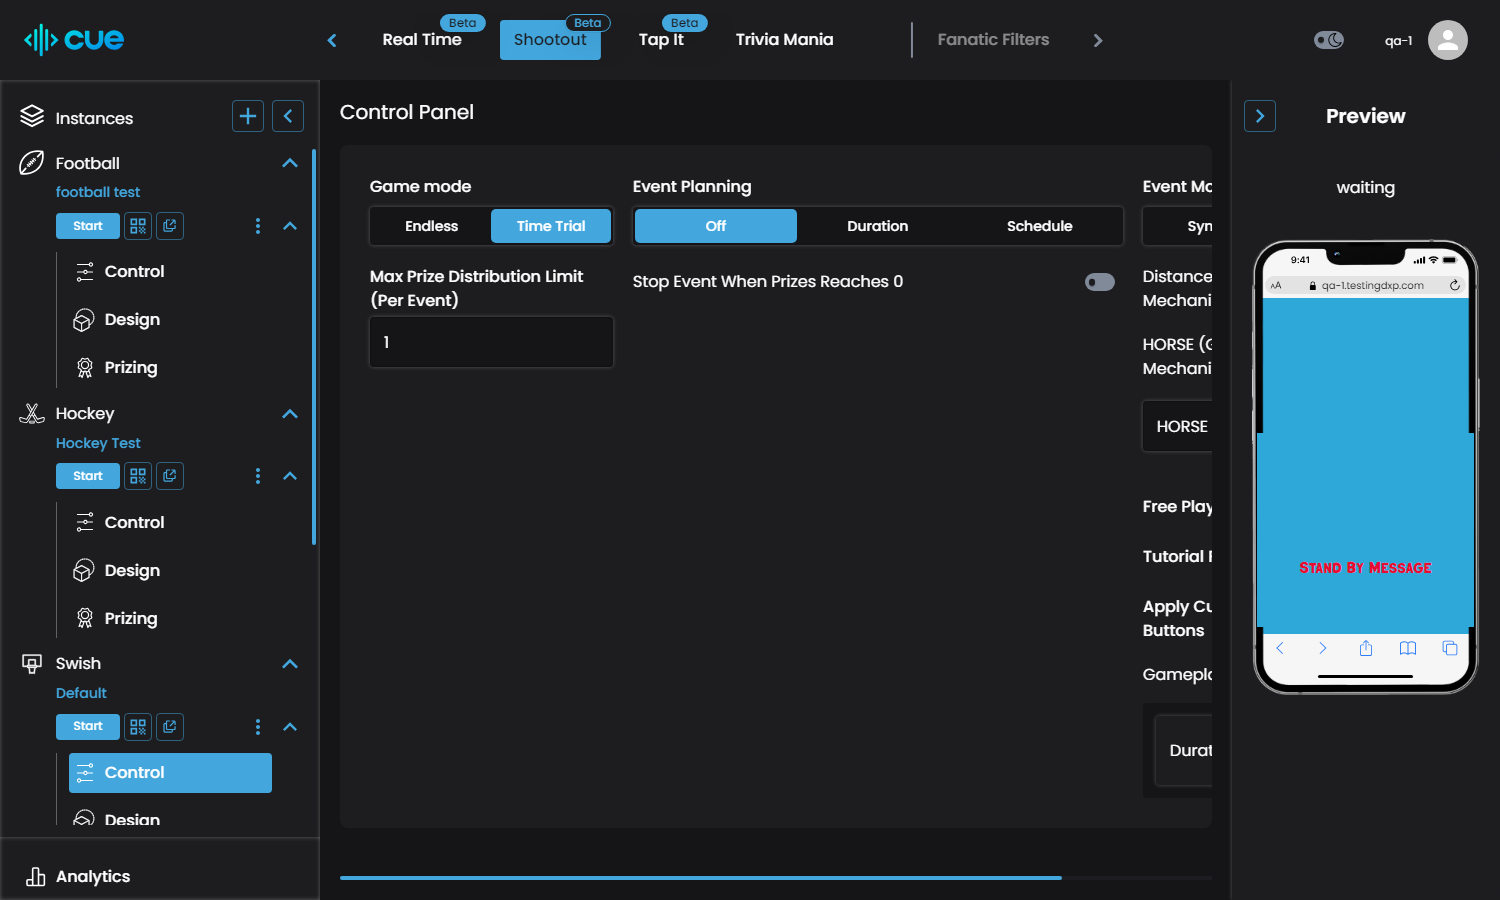 cue
Real Time
Beta
Shootout
Beta
Tap It
Beta
Trivia Mania
Fanatic Filters
qa-1
Instances
Football
football test
Start
Control
Design
Prizing
Hockey
Hockey Test
Start
Control
Design
Prizing
Swish
Default
Start
Control
Design
Analytics
Control Panel
Game mode
Endless
Time Trial
Max Prize Distribution Limit
(Per Event)
1
Event Planning
Off
Duration
Schedule
Stop Event When Prizes Reaches 0
Event Mo
Syn
Distance
Mechani
HORSE (G
Mechani
HORSE
Free Play
Tutorial
Apply Cu
Buttons
Gamepl
Durat
Preview
waiting
9:41
AA
qa-1.testingdxp.com
Stand By Message